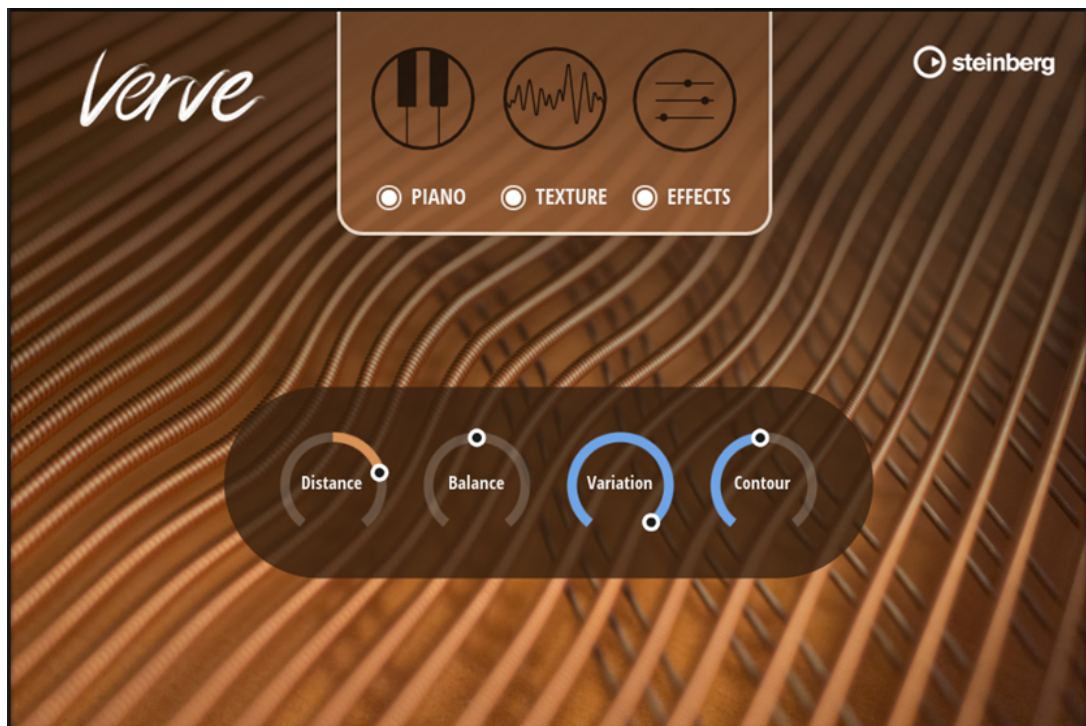 Verve
steinberg
PIANO TEXTURE EFFECTS
Distance Balance Variation Contour